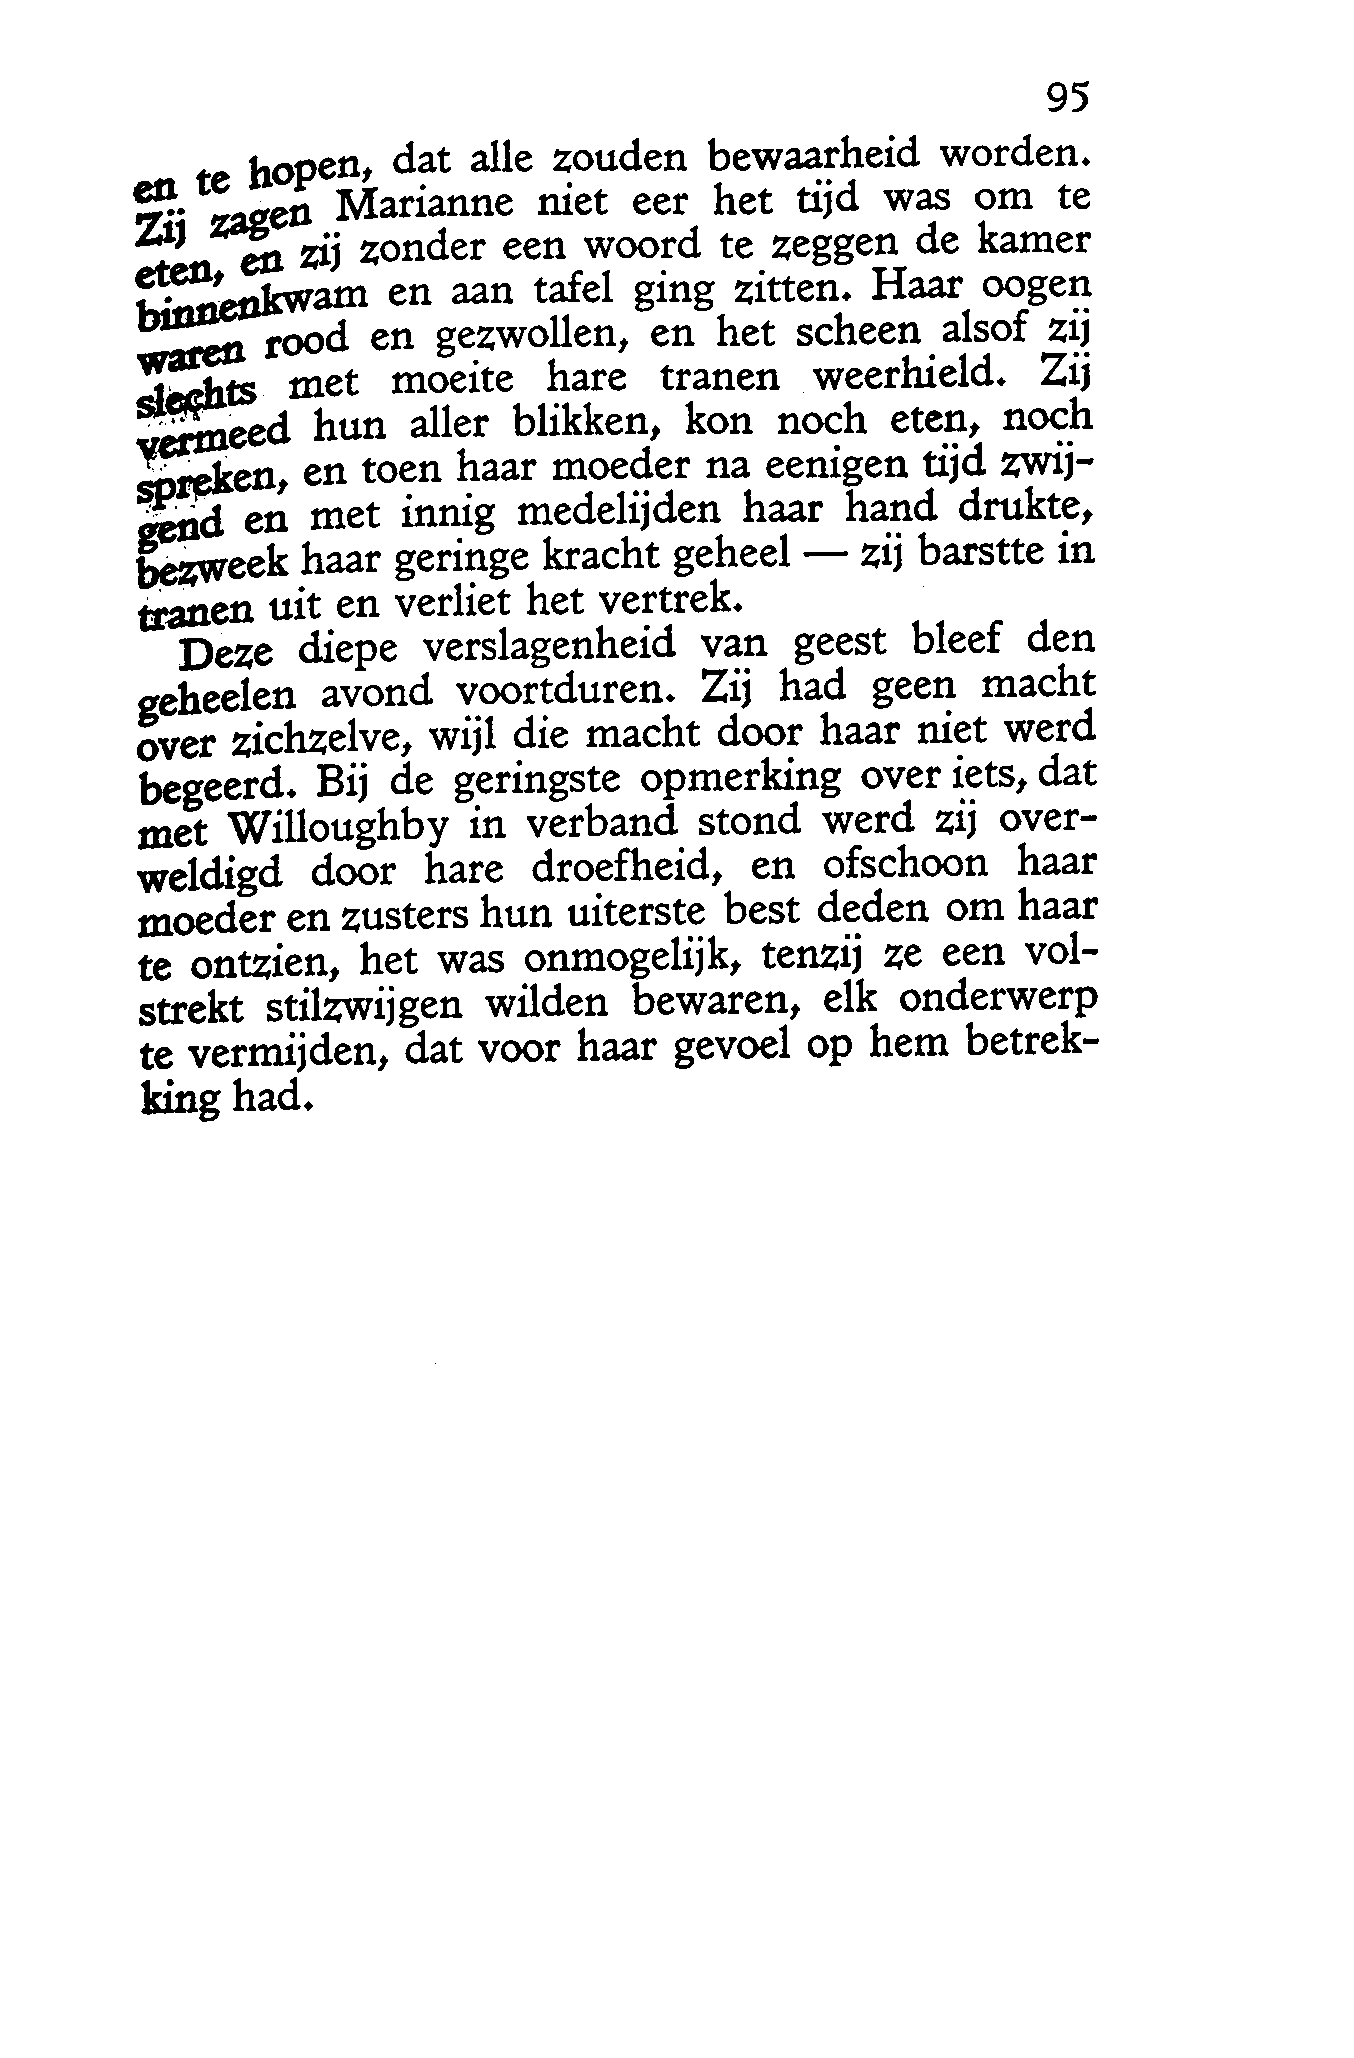 95
en te hopen, dat alle zouden bewaarheid worden.
Zij zagen Marianne niet eer het tijd was om te
eten, en zij zonder een woord te zeggen de kamer
binnenkwam en aan tafel ging zitten. Haar oogen
waren rood en gezwollen, en het scheen alsof zij
slechts met moeite hare tranen weerhield. Zij
vermeed hun aller blikken, kon noch eten, noch
spreken, en toen haar moeder na eenigen tijd zwij-
gend en met innig medelijden haar hand drukte,
bezweek haar geringe kracht geheel — zij barstte in
tranen uit en verliet het vertrek.
Deze diepe verslagenheid van geest bleef den
geheelen avond voortduren. Zij had geen macht
over zichzelve, wijl die macht door haar niet werd
begeerd. Bij de geringste opmerking over iets, dat
met Willoughby in verband stond werd zij over-
weldigd door hare droefheid, en ofschoon haar
moeder en zusters hun uiterste best deden om haar
te ontzien, het was onmogelijk, tenzij ze een vol-
strekt stilzwijgen wilden bewaren, elk onderwerp
te vermijden, dat voor haar gevoel op hem betrek-
king had.